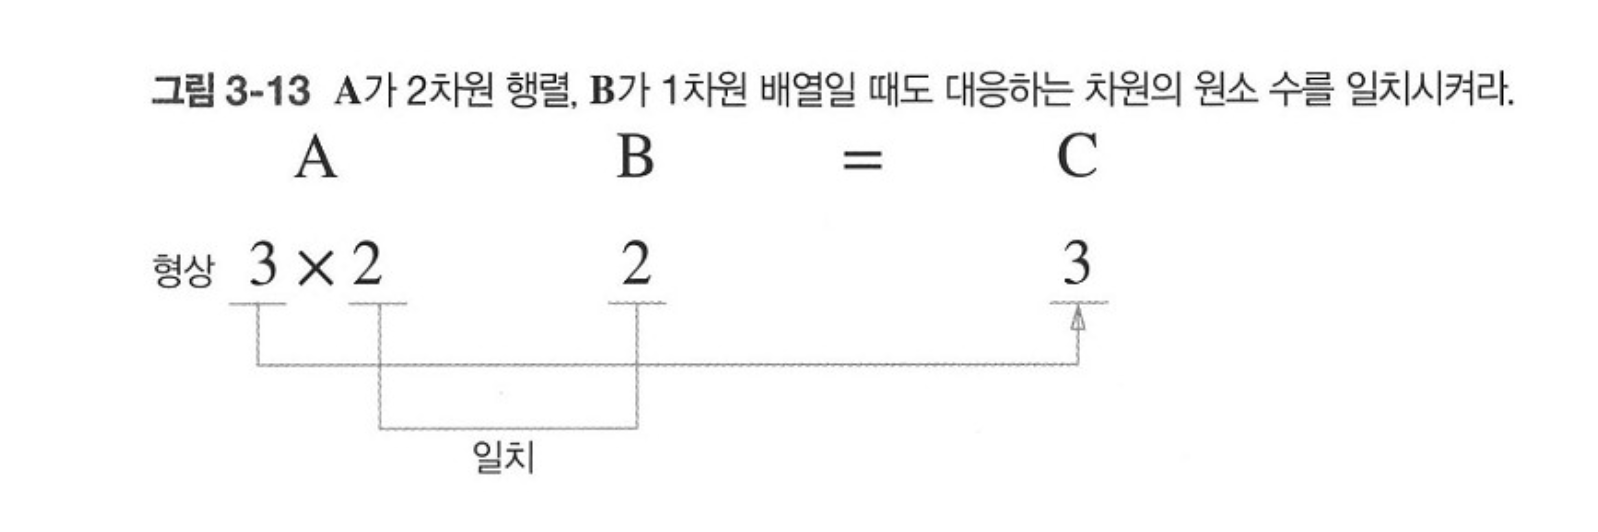 그림 3-13 A가 2차원 행렬, B가 1차원 배열일 때도 대응하는 차원의 원소 수를 일치시켜라.
A B = C
형상 3 × 2 2 3
일치